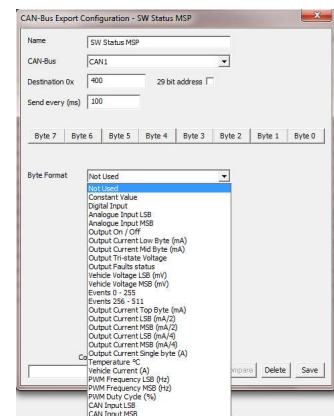 CAN-Bus Export Configuration - SW Status MSP
Name SW Status MSP
CAN-Bus CAN1
Destination 0x 400 29 bit address
Send every (ms) 100
Byte 7 Byte 6 Byte 5 Byte 4 Byte 3 Byte 2 Byte 1 Byte 0
Byte Format Not Used
Not Used
Constant Value
Digital Input
Analogue Input LSB
Analogue Input MSB
Output On / Off
Output Current Low Byte (mA)
Output Current Mid Byte (mA)
Output Tri-state Voltage
Output Faults status
Vehicle Voltage LSB (mV)
Vehicle Voltage MSB (mV)
Events 0 - 255
Events 256 - 511
Output Current Top Byte (mA)
Output Current LSB (mA/2)
Output Current MSB (mA/2)
Output Current LSB (mA/4)
Output Current MSB (mA/4)
Output Current Single byte (A)
Temperature ºC
Vehicle Current (A)
PWM Frequency LSB (Hz)
PWM Frequency MSB (Hz)
PWM Duty Cycle (%)
CAN Input LSB
CAN Input MSB
Delete Save